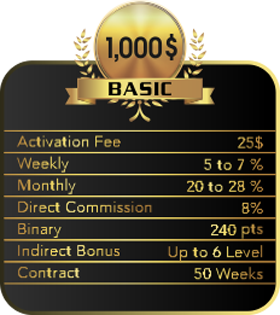 1,000$
BASIC
Activation Fee 25$
Weekly 5 to 7 %
Monthly 20 to 28 %
Direct Commission 8%
Binary 240 pts
Indirect Bonus Up to 6 Level
Contract 50 Weeks